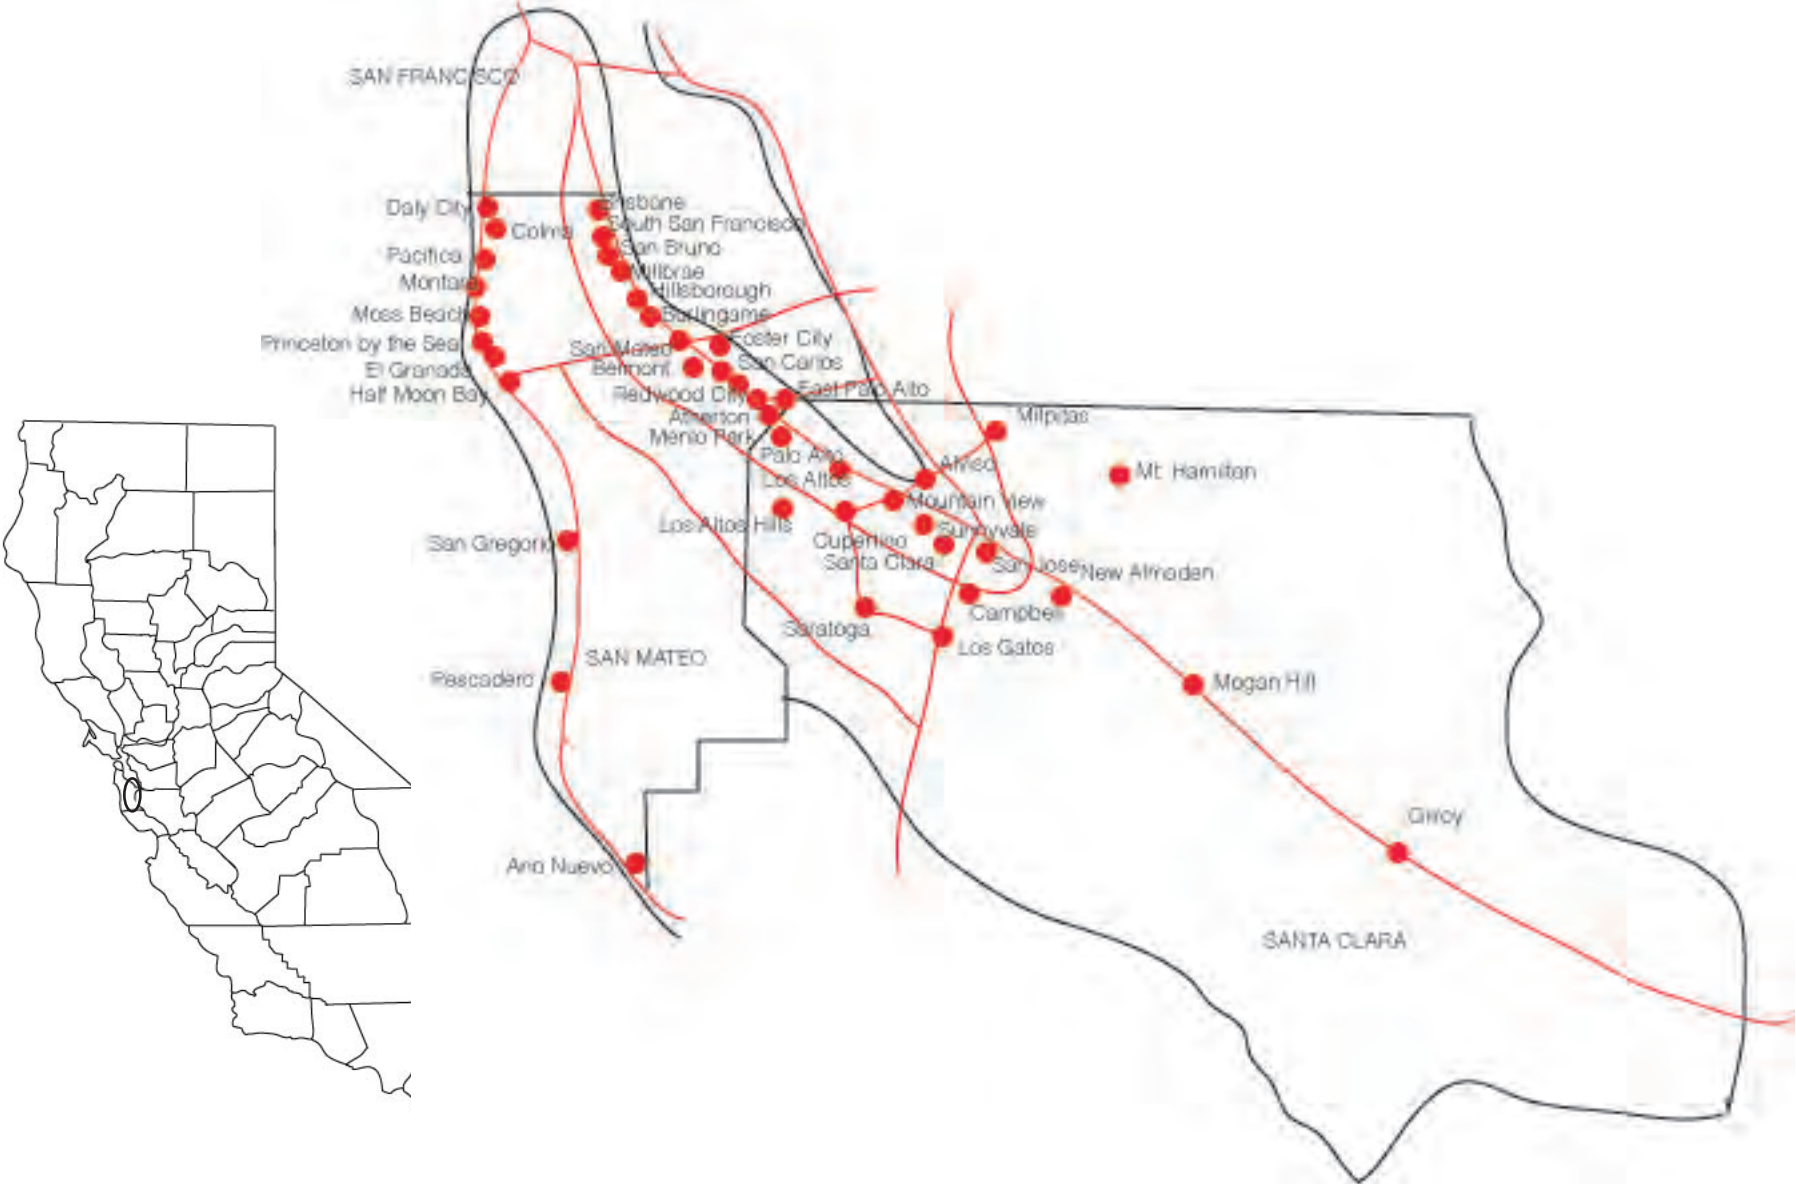 SAN FRANCISCO
Daly City
Brisbane
South San Francisco
Colma
San Bruno
Pacifica
Millbrae
Montara
Hillsborough
Moss Beach
Burlingame
Princeton by the Sea
San Mateo
Foster City
El Granada
Belmont
San Carlos
Half Moon Bay
Redwood City
East Palo Alto
Atherton
Menlo Park
Milpitas
Palo Alto
Alviso
Mt. Hamilton
Los Altos
Mountain View
Los Altos Hills
Sunnyvale
San Gregorio
Cupertino
Santa Clara
San Jose
New Almaden
Campbell
Saratoga
Los Gatos
SAN MATEO
Pescadero
Mogan Hill
Gilroy
Ano Nuevo
SANTA CLARA